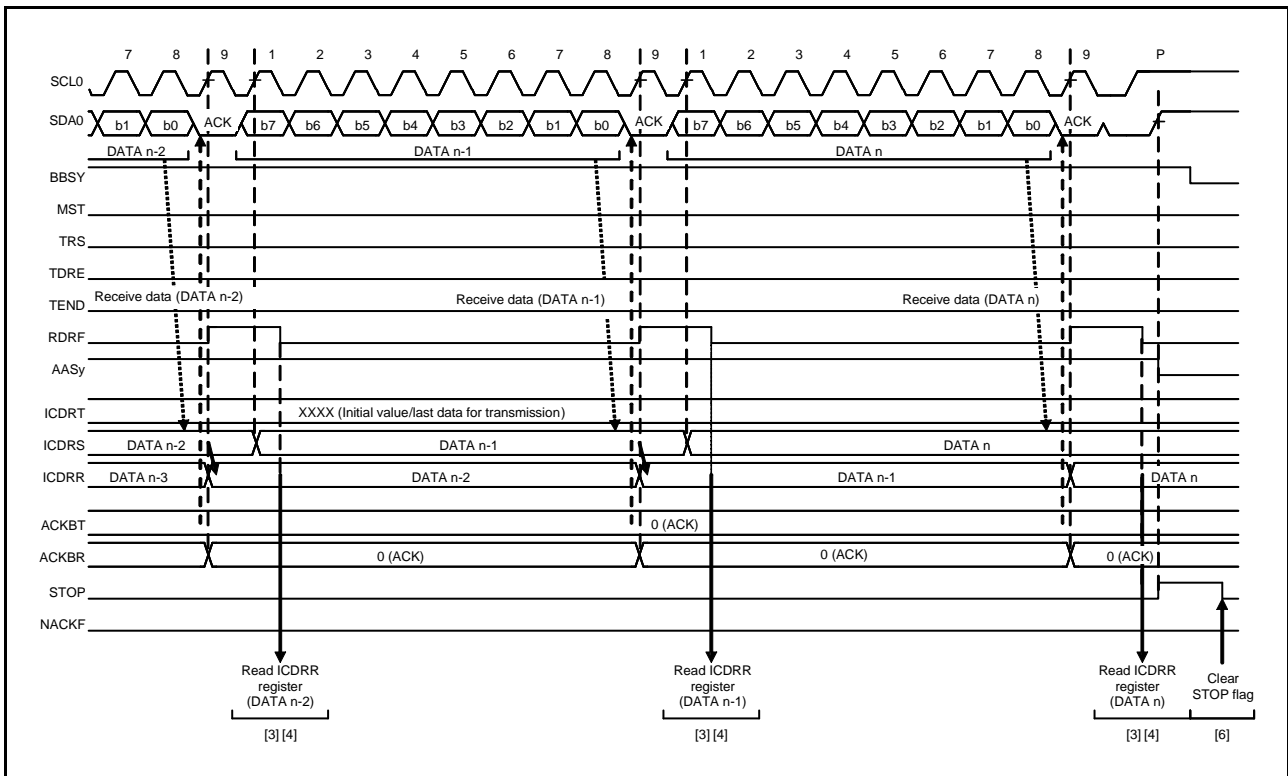 7 8 9 1 2 3 4 5 6 7 8 9 1 2 3 4 5 6 7 8 9 P
SCL0
SDA0 b1 b0 ACK b7 b6 b5 b4 b3 b2 b1 b0 ACK b7 b6 b5 b4 b3 b2 b1 b0 ACK
DATA n-2 DATA n-1 DATA n
BBSY
MST
TRS
TDRE
TEND Receive data (DATA n-2) Receive data (DATA n-1) Receive data (DATA n)
RDRF
AASy
ICDRT XXXX (Initial value/last data for transmission)
ICDRS DATA n-2 DATA n-1 DATA n
ICDRR DATA n-3 DATA n-2 DATA n-1 DATA n
ACKBT 0 (ACK)
ACKBR 0 (ACK) 0 (ACK) 0 (ACK)
STOP
NACKF
Read ICDRR
register
(DATA n-2)
[3] [4]
Read ICDRR
register
(DATA n-1)
[3] [4]
Read ICDRR
register
(DATA n)
[3] [4]
Clear
STOP flag
[6]